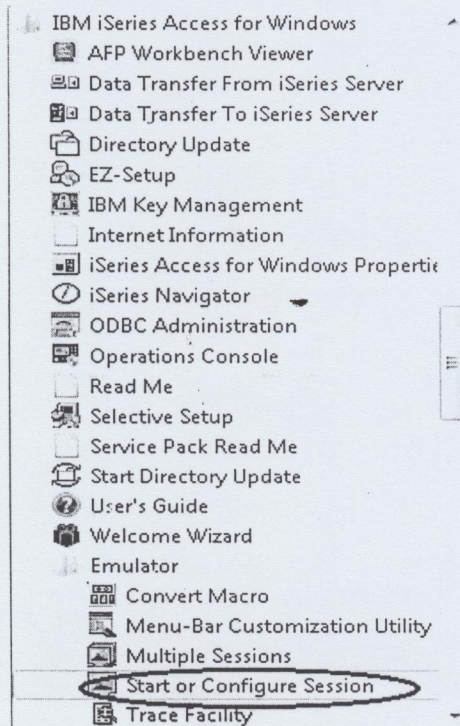 IBM iSeries Access for Windows
AFP Workbench Viewer
Data Transfer From iSeries Server
Data Transfer To iSeries Server
Directory Update
EZ-Setup
IBM Key Management
Internet Information
iSeries Access for Windows Propertie
iSeries Navigator
ODBC Administration
Operations Console
Read Me
Selective Setup
Service Pack Read Me
Start Directory Update
User's Guide
Welcome Wizard
Emulator
Convert Macro
Menu-Bar Customization Utility
Multiple Sessions
Start or Configure Session
Trace Facility